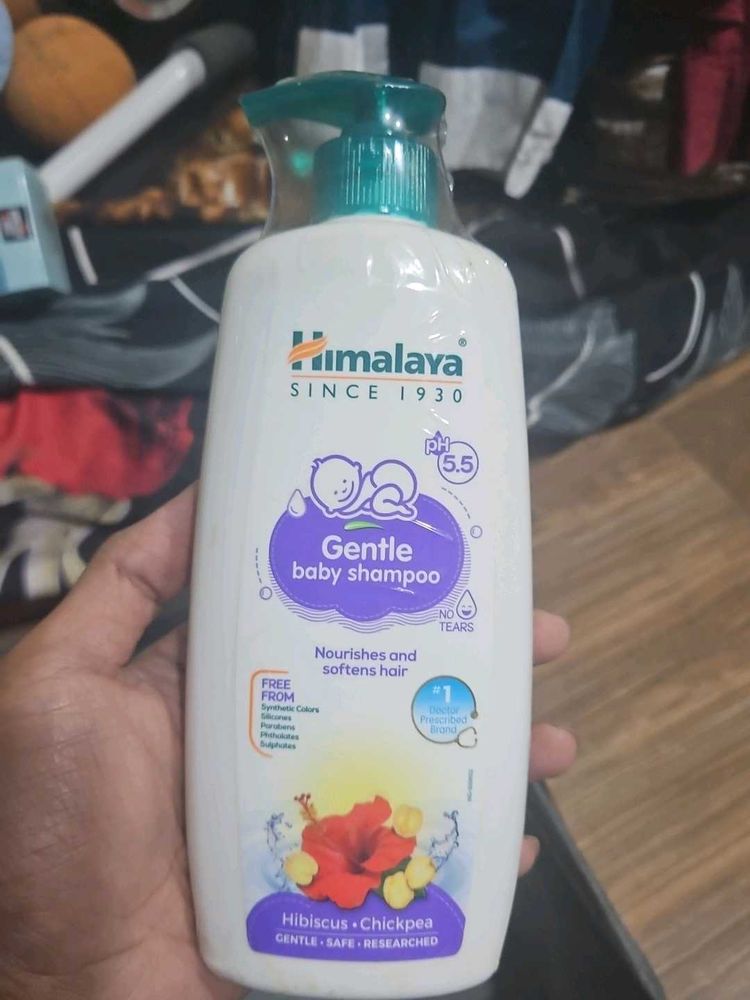 Himalaya®
SINCE 1930
pH
5.5
Gentle
baby shampoo
NO
TEARS
Nourishes and
softens hair
FREE
FROM
Synthetic Colors
Silicones
Parabens
Phthalates
Sulphates
#1
Doctor
Prescribed
Brand
Hibiscus • Chickpea
GENTLE • SAFE • RESEARCHED